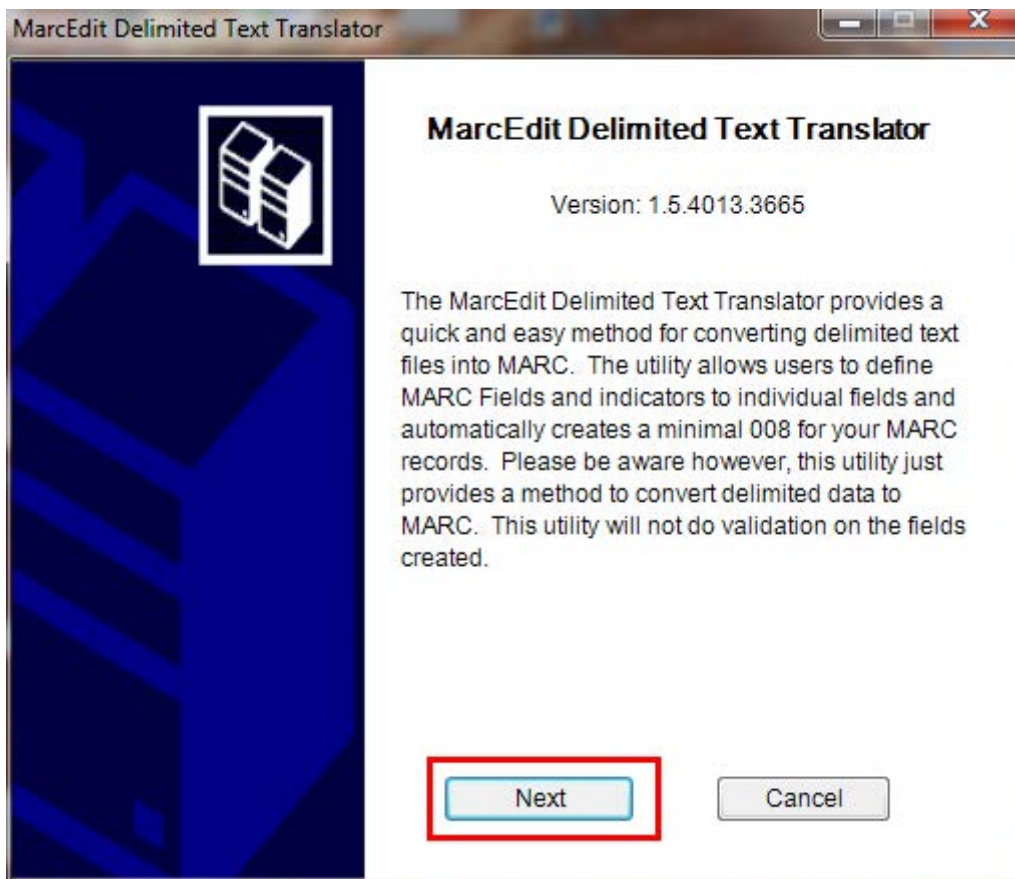 MarcEdit Delimited Text Translator
MarcEdit Delimited Text Translator
Version: 1.5.4013.3665
The MarcEdit Delimited Text Translator provides a
quick and easy method for converting delimited text
files into MARC.  The utility allows users to define
MARC Fields and indicators to individual fields and
automatically creates a minimal 008 for your MARC
records.  Please be aware however, this utility just
provides a method to convert delimited data to
MARC.  This utility will not do validation on the fields
created.
Next
Cancel